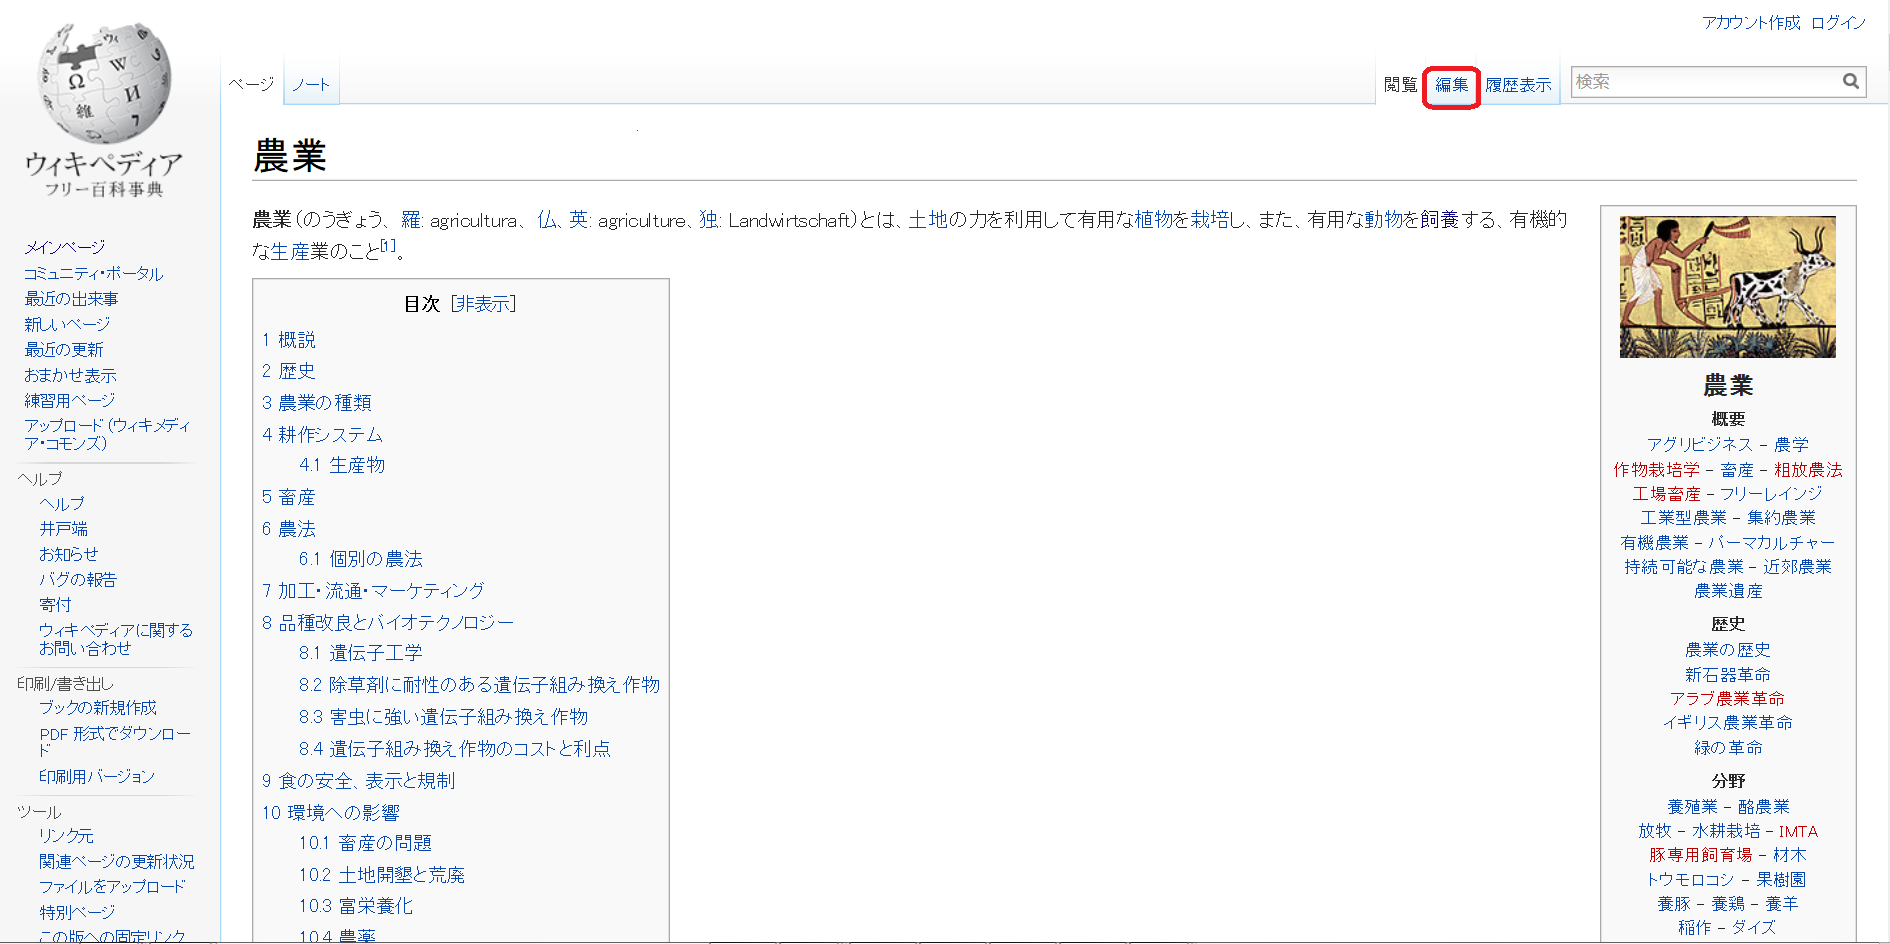 アカウント作成 ログイン
ページ ノート 閲覧 編集 履歴表示 検索
ウィキペディア
フリー百科事典
メインページ
コミュニティ・ポータル
最近の出来事
新しいページ
最近の更新
おまかせ表示
練習用ページ
アップロード（ウィキメディ
ア・コモンズ）
ヘルプ
ヘルプ
井戸端
お知らせ
バグの報告
寄付
ウィキペディアに関する
お問い合わせ
印刷/書き出し
ブックの新規作成
PDF 形式でダウンロー
ド
印刷用バージョン
ツール
リンク元
関連ページの更新状況
ファイルをアップロード
特別ページ
この版への固定リンク
農業
農業（のうぎょう、羅: agricultura、仏、英: agriculture、独: Landwirtschaft）とは、土地の力を利用して有用な植物を栽培し、また、有用な動物を飼養する、有機的
な生産業のこと[1]。
目次 [非表示]
1 概説
2 歴史
3 農業の種類
4 耕作システム
4.1 生産物
5 畜産
6 農法
6.1 個別の農法
7 加工・流通・マーケティング
8 品種改良とバイオテクノロジー
8.1 遺伝子工学
8.2 除草剤に耐性のある遺伝子組み換え作物
8.3 害虫に強い遺伝子組み換え作物
8.4 遺伝子組み換え作物のコストと利点
9 食の安全、表示と規制
10 環境への影響
10.1 畜産の問題
10.2 土地開墾と荒廃
10.3 富栄養化
10.4 農薬
農業
概要
アグリビジネス – 農学
作物栽培学 – 畜産 – 粗放農法
工場畜産 – フリーレインジ
工業型農業 – 集約農業
有機農業 – パーマカルチャー
持続可能な農業 – 近郊農業
農業遺産
歴史
農業の歴史
新石器革命
アラブ農業革命
イギリス農業革命
緑の革命
分野
養殖業 – 酪農業
放牧 – 水耕栽培 – IMTA
豚専用飼育場 – 材木
トウモロコシ – 果樹園
養豚 – 養鶏 – 養羊
稲作 – ダイズ